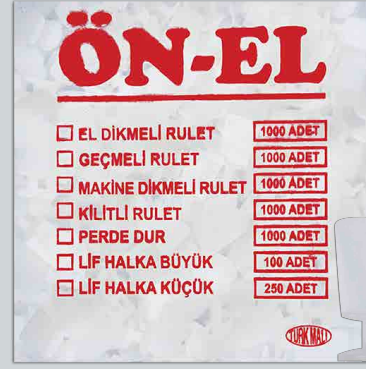 ÖN-EL
EL DİKMELİ RULET 1000 ADET
GEÇMELİ RULET 1000 ADET
MAKİNE DİKMELİ RULET 1000 ADET
KİLİTLİ RULET 1000 ADET
PERDE DUR 1000 ADET
LİF HALKA BÜYÜK 100 ADET
LİF HALKA KÜÇÜK 250 ADET
TÜRK MALI